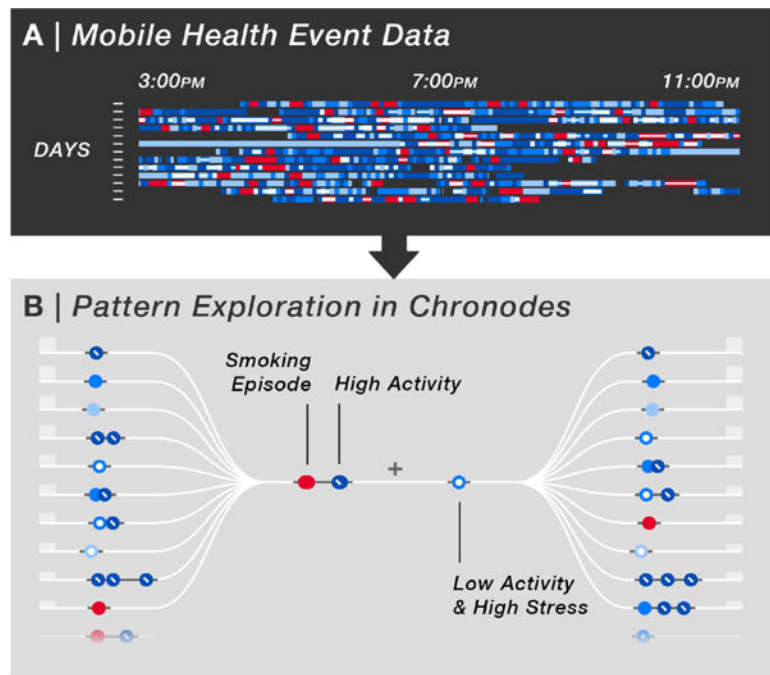 A | Mobile Health Event Data
3:00PM 7:00PM 11:00PM
DAYS
B | Pattern Exploration in Chronodes
Smoking
Episode
High Activity
+
Low Activity
& High Stress